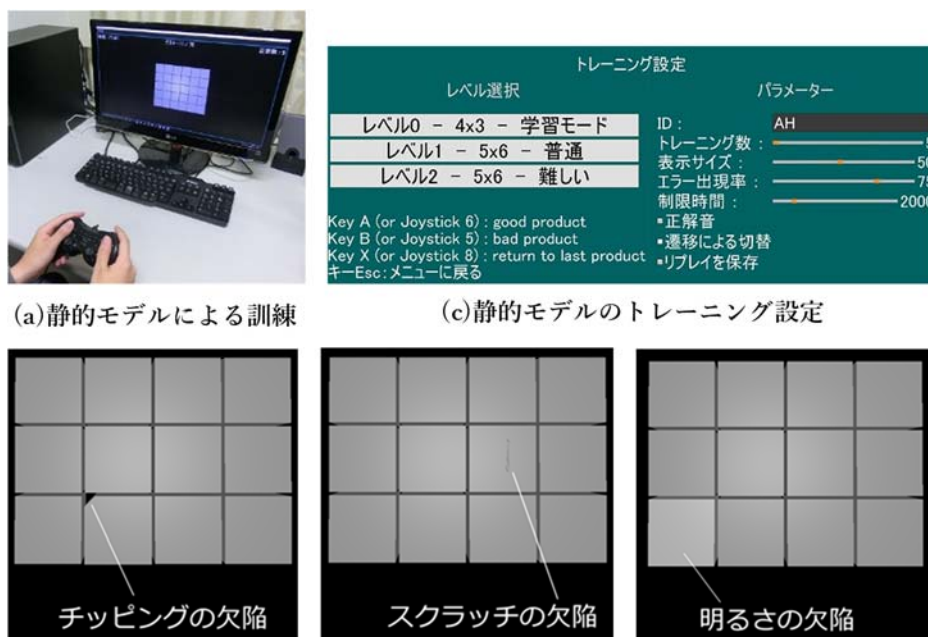 トレーニング設定
レベル選択
パラメーター
レベル0 - 4x3 - 学習モード
レベル1 - 5x6 - 普通
レベル2 - 5x6 - 難しい
Key A (or Joystick 6) : good product
Key B (or Joystick 5) : bad product
Key X (or Joystick 8) : return to last product
キーEsc:メニューに戻る
ID : AH
トレーニング数 :
表示サイズ : 50
エラー出現率 : 75
制限時間 : 2000
▪正解音
▪遷移による切替
▪リプレイを保存
(a)静的モデルによる訓練
(c)静的モデルのトレーニング設定
チッピングの欠陥
スクラッチの欠陥
明るさの欠陥